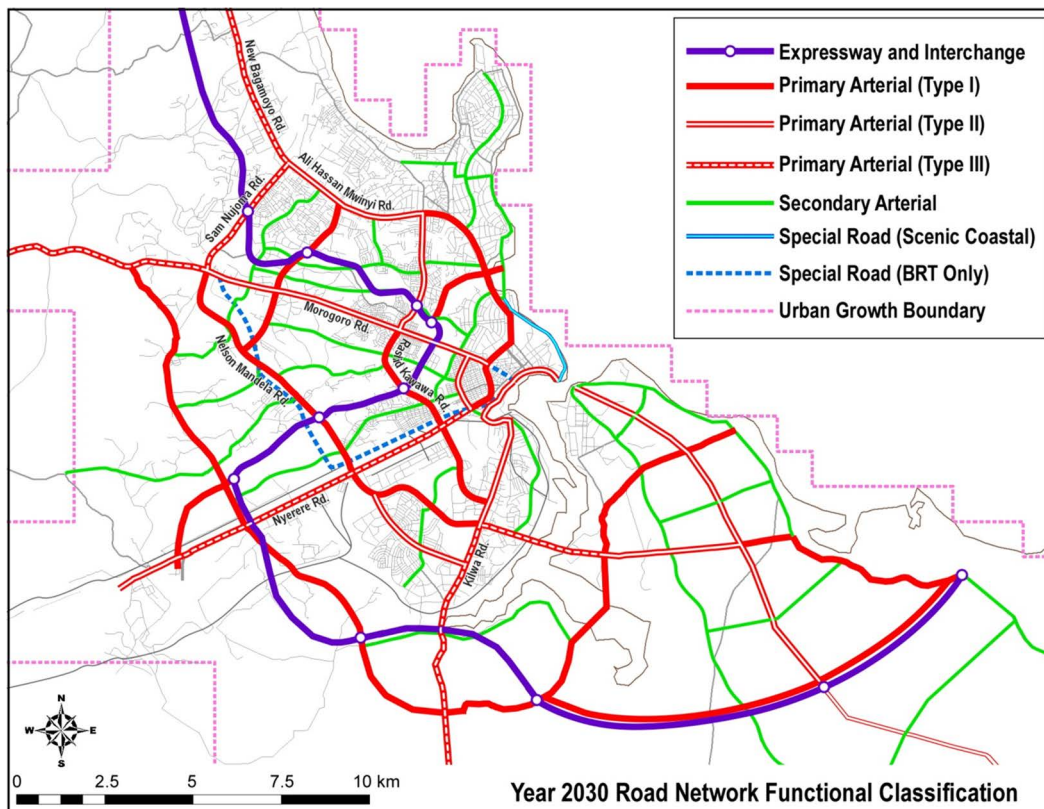 Expressway and Interchange
Primary Arterial (Type I)
Primary Arterial (Type II)
Primary Arterial (Type III)
Secondary Arterial
Special Road (Scenic Coastal)
Special Road (BRT Only)
Urban Growth Boundary
New Bagamoyo Rd.
Ali Hassan Mwinyi Rd.
Sam Nujoma Rd.
Morogoro Rd.
Rasid Kawawa Rd.
Nelson Mandela Rd.
Nyerere Rd.
Kilwa Rd.
N
W E
S
0 2.5 5 7.5 10 km
Year 2030 Road Network Functional Classification